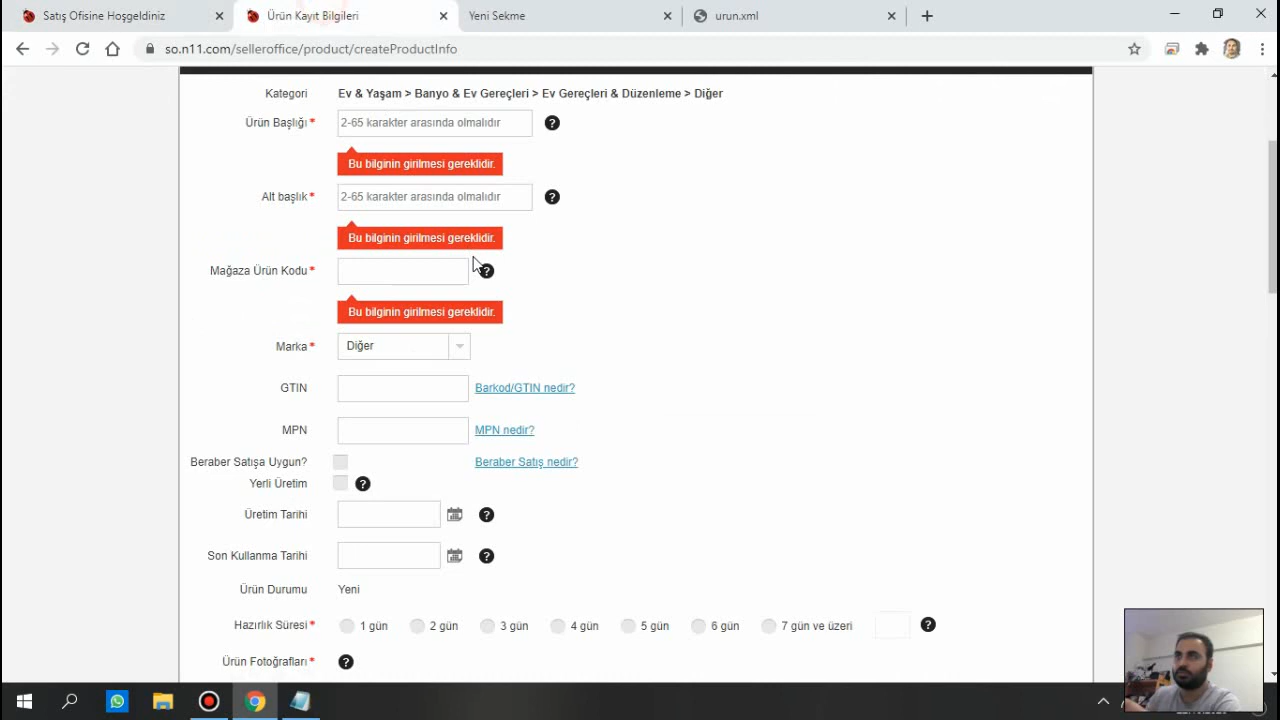 Satış Ofisine Hoşgeldiniz
Ürün Kayıt Bilgileri
Yeni Sekme
urun.xml
so.n11.com/selleroffice/product/createProductInfo
Kategori Ev & Yaşam > Banyo & Ev Gereçleri > Ev Gereçleri & Düzenleme > Diğer
Ürün Başlığı* 2-65 karakter arasında olmalıdır ?
Bu bilginin girilmesi gereklidir.
Alt başlık* 2-65 karakter arasında olmalıdır ?
Bu bilginin girilmesi gereklidir.
Mağaza Ürün Kodu* ?
Bu bilginin girilmesi gereklidir.
Marka* Diğer
GTIN Barkod/GTIN nedir?
MPN MPN nedir?
Beraber Satışa Uygun? Beraber Satış nedir?
Yerli Üretim ?
Üretim Tarihi ?
Son Kullanma Tarihi ?
Ürün Durumu Yeni
Hazırlık Süresi* 1 gün 2 gün 3 gün 4 gün 5 gün 6 gün 7 gün ve üzeri ?
Ürün Fotoğrafları* ?